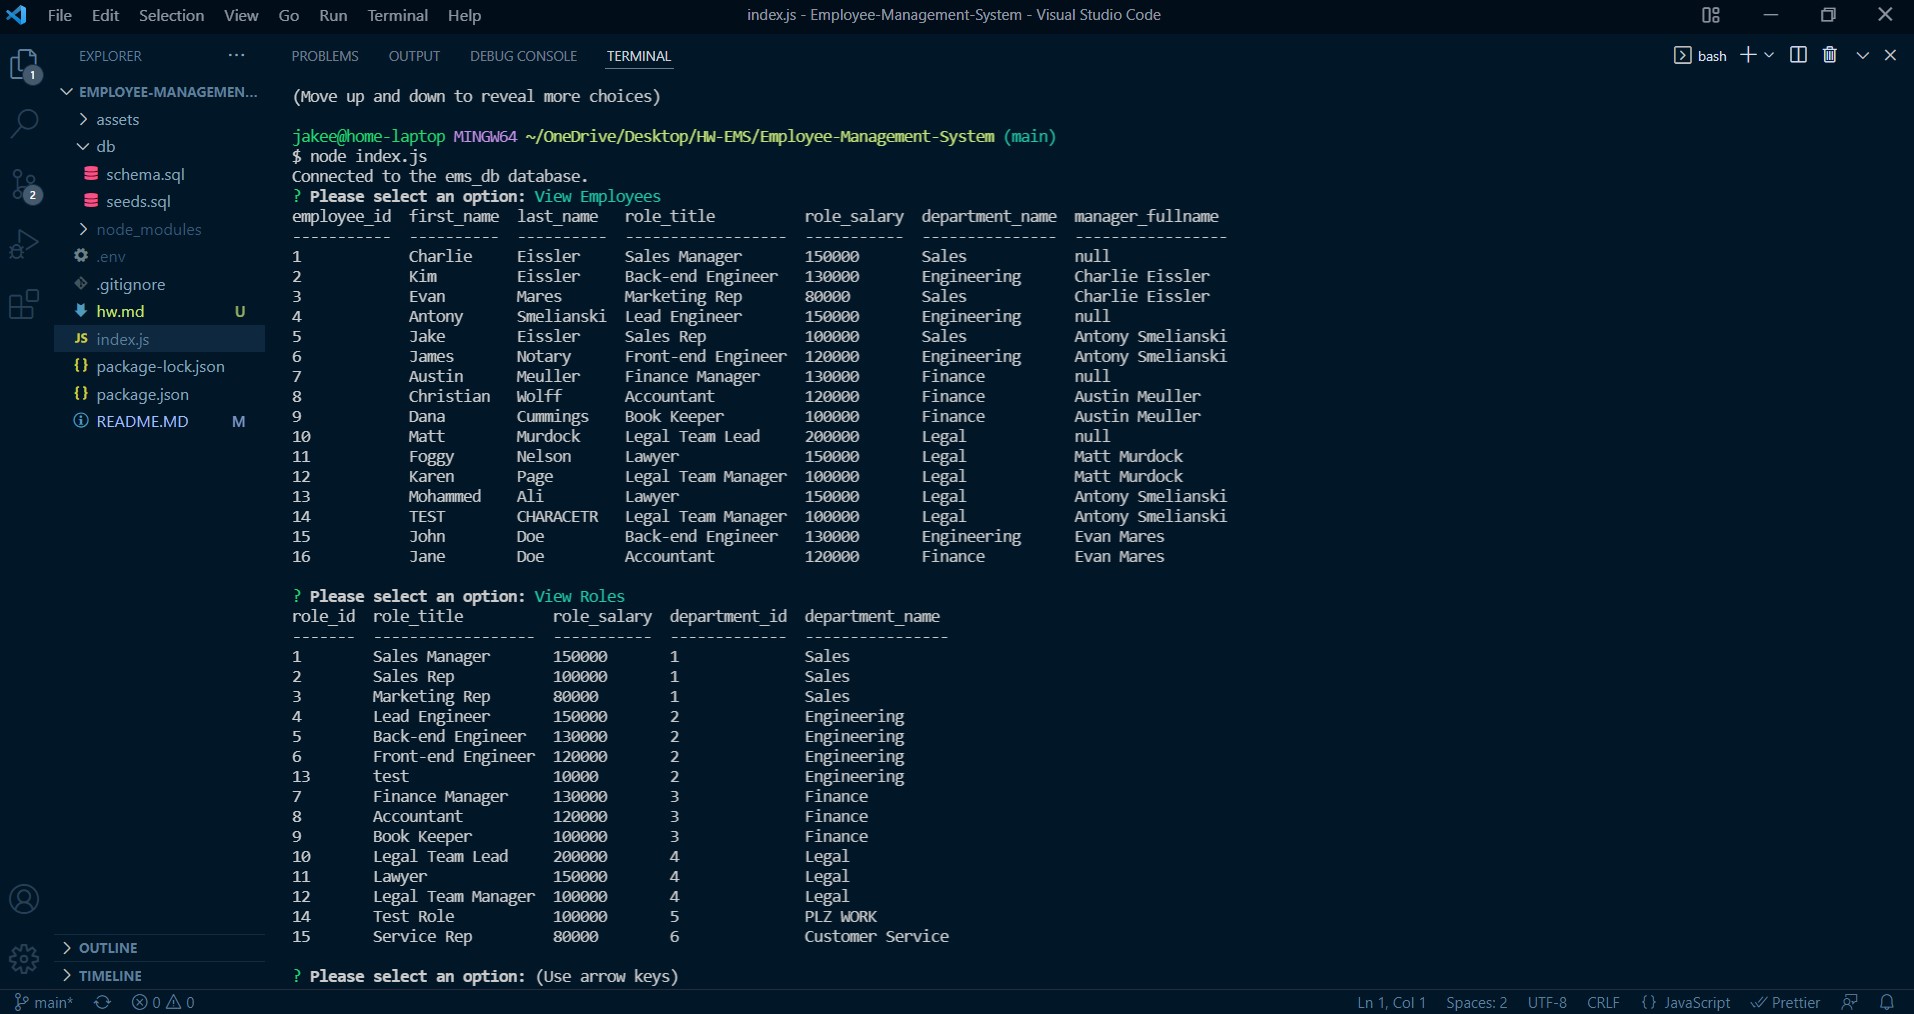 File Edit Selection View Go Run Terminal Help
index.js - Employee-Management-System - Visual Studio Code
EXPLORER ...
PROBLEMS OUTPUT DEBUG CONSOLE TERMINAL
bash
1
2
EMPLOYEE-MANAGEMEN...
assets
db
schema.sql
seeds.sql
node_modules
.env
.gitignore
hw.md U
JS index.js
{} package-lock.json
{} package.json
README.MD M
OUTLINE
TIMELINE
(Move up and down to reveal more choices)
jakee@home-laptop MINGW64 ~/OneDrive/Desktop/HW-EMS/Employee-Management-System (main)
$ node index.js
Connected to the ems_db database.
? Please select an option: View Employees
employee_id  first_name  last_name  role_title  role_salary  department_name  manager_fullname
-----------  ----------  ----------  ------------------  -----------  ---------------  -----------------
1  Charlie  Eissler  Sales Manager  150000  Sales  null
2  Kim  Eissler  Back-end Engineer  130000  Engineering  Charlie Eissler
3  Evan  Mares  Marketing Rep  80000  Sales  Charlie Eissler
4  Antony  Smelianski  Lead Engineer  150000  Engineering  null
5  Jake  Eissler  Sales Rep  100000  Sales  Antony Smelianski
6  James  Notary  Front-end Engineer  120000  Engineering  Antony Smelianski
7  Austin  Meuller  Finance Manager  130000  Finance  null
8  Christian  Wolff  Accountant  120000  Finance  Austin Meuller
9  Dana  Cummings  Book Keeper  100000  Finance  Austin Meuller
10  Matt  Murdock  Legal Team Lead  200000  Legal  null
11  Foggy  Nelson  Lawyer  150000  Legal  Matt Murdock
12  Karen  Page  Legal Team Manager  100000  Legal  Matt Murdock
13  Mohammed  Ali  Lawyer  150000  Legal  Antony Smelianski
14  TEST  CHARACETR  Legal Team Manager  100000  Legal  Antony Smelianski
15  John  Doe  Back-end Engineer  130000  Engineering  Evan Mares
16  Jane  Doe  Accountant  120000  Finance  Evan Mares
? Please select an option: View Roles
role_id  role_title  role_salary  department_id  department_name
-------  ------------------  -----------  -------------  ----------------
1  Sales Manager  150000  1  Sales
2  Sales Rep  100000  1  Sales
3  Marketing Rep  80000  1  Sales
4  Lead Engineer  150000  2  Engineering
5  Back-end Engineer  130000  2  Engineering
6  Front-end Engineer  120000  2  Engineering
13  test  10000  2  Engineering
7  Finance Manager  130000  3  Finance
8  Accountant  120000  3  Finance
9  Book Keeper  100000  3  Finance
10  Legal Team Lead  200000  4  Legal
11  Lawyer  150000  4  Legal
12  Legal Team Manager  100000  4  Legal
14  Test Role  100000  5  PLZ WORK
15  Service Rep  80000  6  Customer Service
? Please select an option: (Use arrow keys)
main* 0 0 Ln 1, Col 1 Spaces: 2 UTF-8 CRLF {} JavaScript Prettier